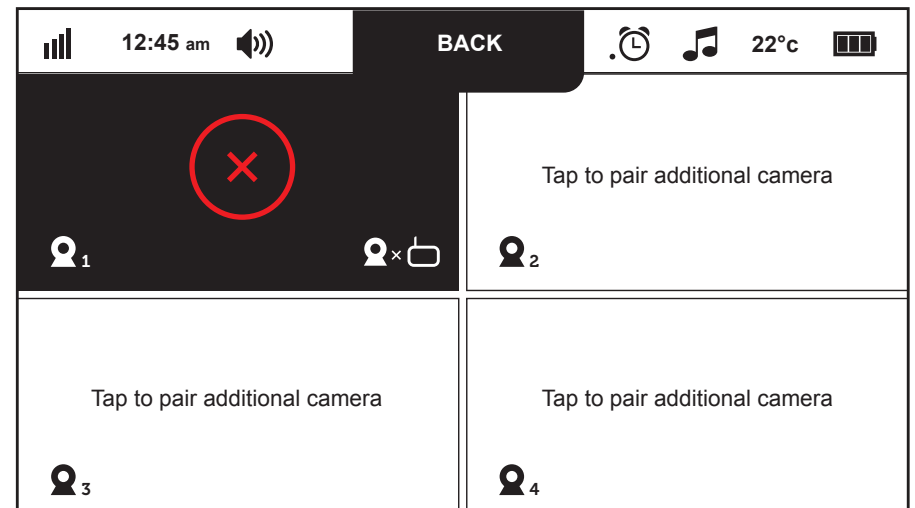 12:45 am BACK 22°c
Tap to pair additional camera
1
2
Tap to pair additional camera
Tap to pair additional camera
3
4